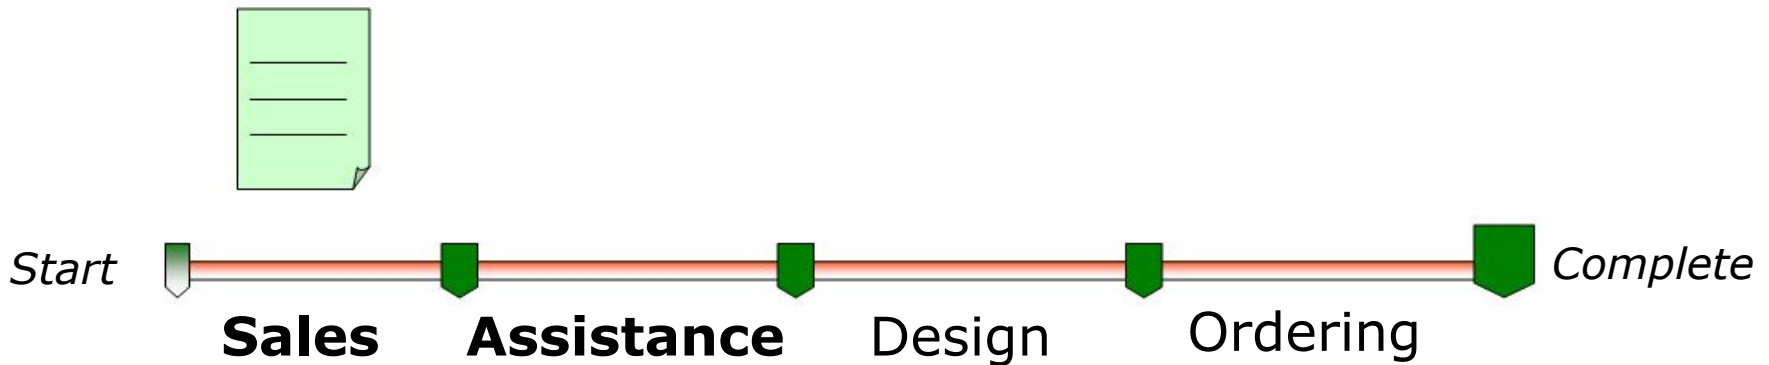 Start
Complete
Sales
Assistance
Design
Ordering